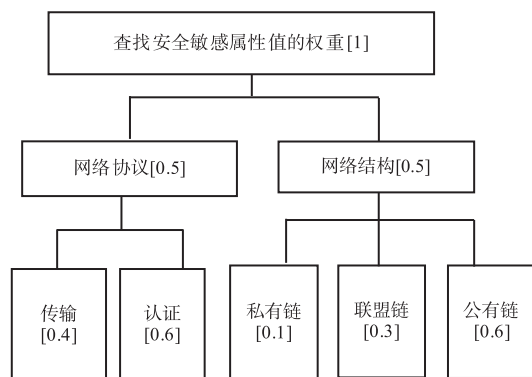 查找安全敏感属性值的权重[1]
网络协议[0.5]
网络结构[0.5]
传输
[0.4]
认证
[0.6]
私有链
[0.1]
联盟链
[0.3]
公有链
[0.6]